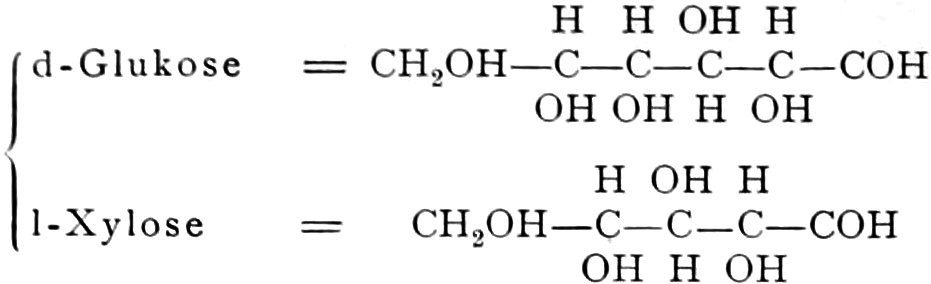 H H OH H
d-Glukose = CH₂OH—C—C—C—C—COH
OH OH H OH
H OH H
l-Xylose = CH₂OH—C—C—C—COH
OH H OH